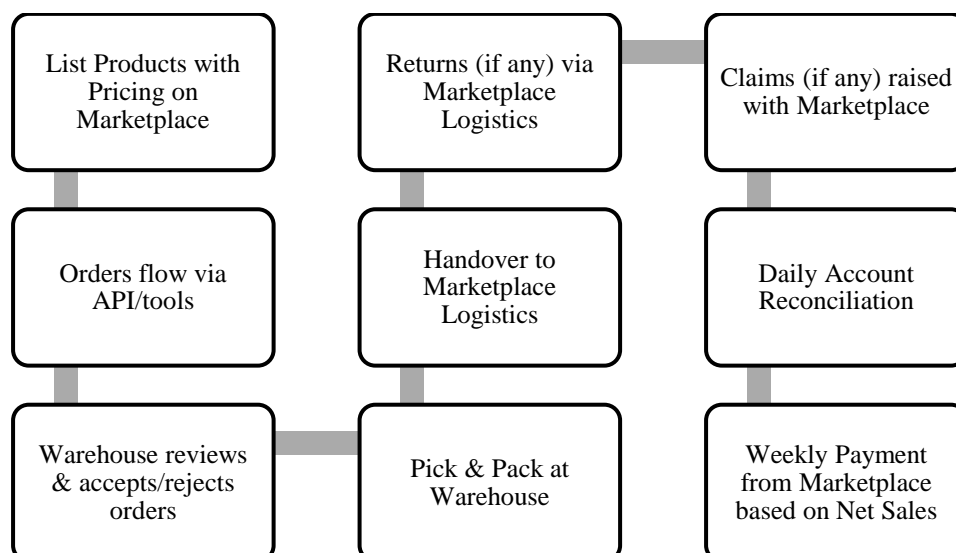 List Products with
Pricing on
Marketplace
Orders flow via
API/tools
Warehouse reviews
& accepts/rejects
orders
Pick & Pack at
Warehouse
Handover to
Marketplace
Logistics
Returns (if any) via
Marketplace
Logistics
Claims (if any) raised
with Marketplace
Daily Account
Reconciliation
Weekly Payment
from Marketplace
based on Net Sales